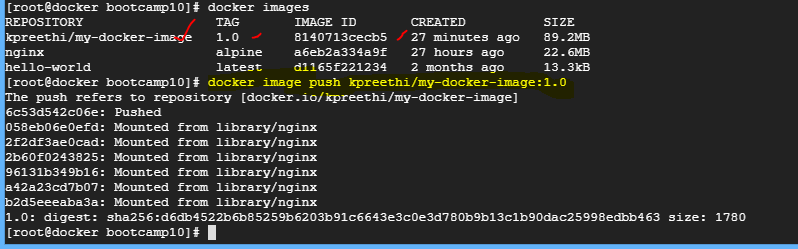 [root@docker bootcamp10]# docker images
REPOSITORY TAG IMAGE ID CREATED SIZE
kpreethi/my-docker-image 1.0 8140713cecb5 27 minutes ago 89.2MB
nginx alpine a6eb2a334a9f 27 hours ago 22.6MB
hello-world latest d1165f221234 2 months ago 13.3kB
[root@docker bootcamp10]# docker image push kpreethi/my-docker-image:1.0
The push refers to repository [docker.io/kpreethi/my-docker-image]
6c53d542c06e: Pushed
058eb06e0efd: Mounted from library/nginx
2f2df3ae0cad: Mounted from library/nginx
2b60f0243825: Mounted from library/nginx
96131b349b16: Mounted from library/nginx
a42a23cd7b07: Mounted from library/nginx
b2d5eeeaba3a: Mounted from library/nginx
1.0: digest: sha256:d6db4522b6b85259b6203b91c6643e3c0e3d780b9b13c1b90dac25998edbb463 size: 1780
[root@docker bootcamp10]#